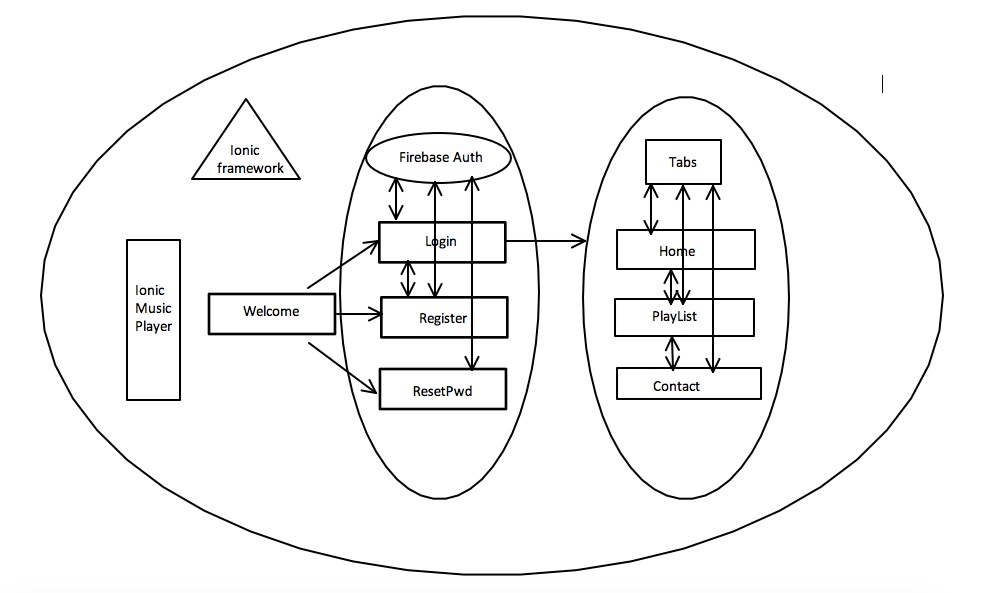 Ionic
framework
Ionic
Music
Player
Welcome
Firebase Auth
Login
Register
ResetPwd
Tabs
Home
PlayList
Contact